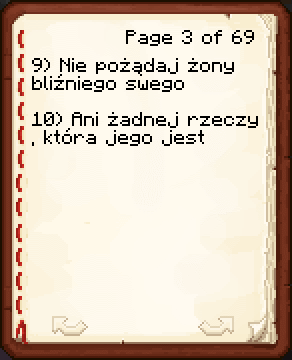 Page 3 of 69
9) Nie pożądaj żony
bliźniego swego
10) Ani żadnej rzeczy
, która jego jest